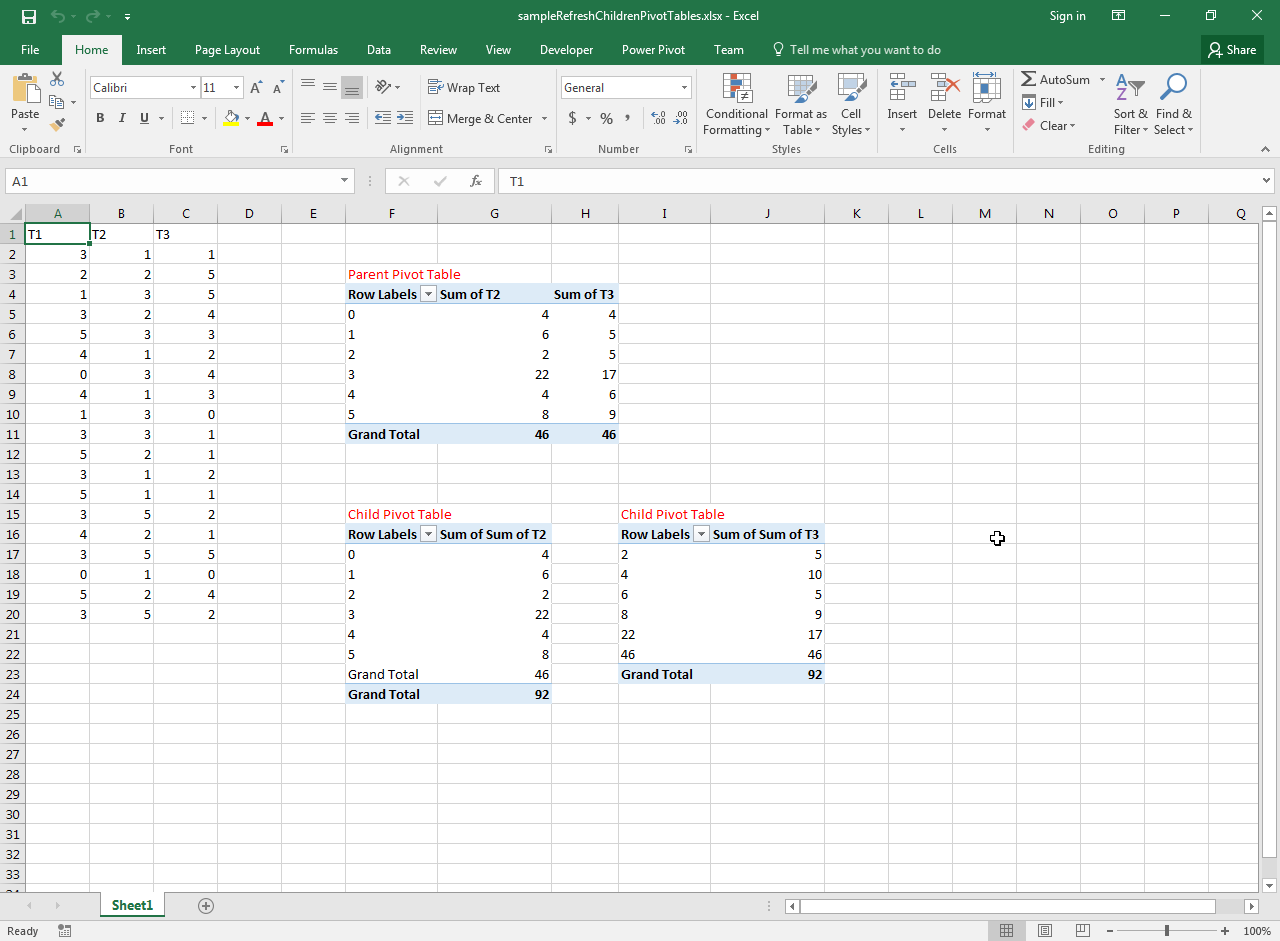 sampleRefreshChildrenPivotTables.xlsx - Excel Sign in
File Home Insert Page Layout Formulas Data Review View Developer Power Pivot Team Tell me what you want to do Share
Calibri 11 Wrap Text General AutoSum
Paste B I U Merge & Center $ % Conditional Formatting Format as Table Cell Styles Insert Delete Format Fill Clear Sort & Filter Find & Select
Clipboard Font Alignment Number Styles Cells Editing
A1 fx T1
A B C D E F G H I J K L M N O P Q
1 T1 T2 T3
2 3 1 1
3 2 2 5 Parent Pivot Table
4 1 3 5 Row Labels Sum of T2 Sum of T3
5 3 2 4 0 4 4
6 5 3 3 1 6 5
7 4 1 2 2 2 5
8 0 3 4 3 22 17
9 4 1 3 4 4 6
10 1 3 0 5 8 9
11 3 3 1 Grand Total 46 46
12 5 2 1
13 3 1 2
14 5 1 1
15 3 5 2 Child Pivot Table Child Pivot Table
16 4 2 1 Row Labels Sum of Sum of T2 Row Labels Sum of Sum of T3
17 3 5 5 0 4 2 5
18 0 1 0 1 6 4 10
19 5 2 4 2 2 6 5
20 3 5 2 3 22 8 9
21 4 4 22 17
22 5 8 46 46
23 Grand Total 46 Grand Total 92
24 Grand Total 92
25
26
27
28
29
30
31
32
33
Sheet1
Ready 100%